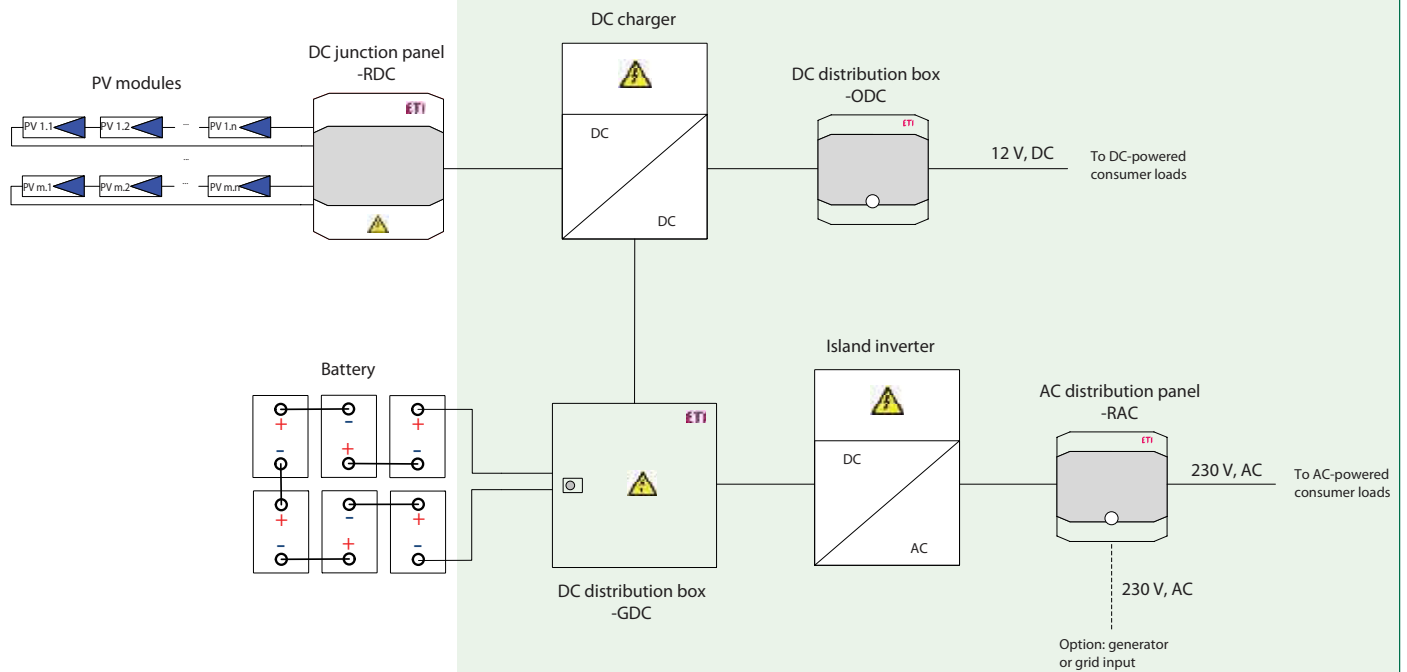 DC charger
DC junction panel
-RDC
PV modules
DC distribution box
-ODC
ETI
ETI
PV 1.1
PV 1.2
...
PV 1.n
DC
12 V, DC
To DC-powered
consumer loads
...
PV m.1
PV m.2
...
PV m.n
DC
Island inverter
Battery
AC distribution panel
-RAC
+
-
+
-
+
-
ETI
ETI
DC
230 V, AC
To AC-powered
consumer loads
+
-
-
+
+
-
AC
DC distribution box
-GDC
230 V, AC
Option: generator
or grid input